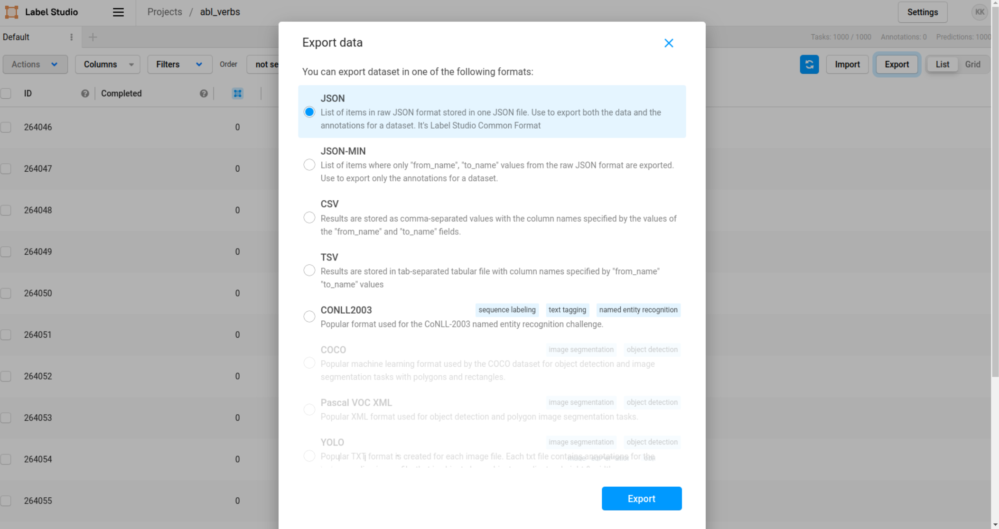 Label Studio
Projects / abl_verbs
Settings
KK
Default
Tasks: 1000 / 1000 Annotations: 0 Predictions: 1000
Actions
Columns
Filters
Order
not se
Import
Export
List
Grid
ID
Completed
264046 0
264047 0
264048 0
264049 0
264050 0
264051 0
264052 0
264053 0
264054 0
264055 0
Export data
You can export dataset in one of the following formats:
JSON
List of items in raw JSON format stored in one JSON file. Use to export both the data and the
annotations for a dataset. It's Label Studio Common Format
JSON-MIN
List of items where only "from_name", "to_name" values from the raw JSON format are exported.
Use to export only the annotations for a dataset.
CSV
Results are stored as comma-separated values with the column names specified by the values of
the "from_name" and "to_name" fields.
TSV
Results are stored in tab-separated tabular file with column names specified by "from_name"
"to_name" values
CONLL2003 sequence labeling text tagging named entity recognition
Popular format used for the CoNLL-2003 named entity recognition challenge.
COCO image segmentation object detection
Popular machine learning format used by the COCO dataset for object detection and image
segmentation tasks with polygons and rectangles.
Pascal VOC XML image segmentation object detection
Popular XML format used for object detection and polygon image segmentation tasks.
YOLO image segmentation object detection
Popular TXT format is created for each image file. Each txt file contains annotations for the
Export